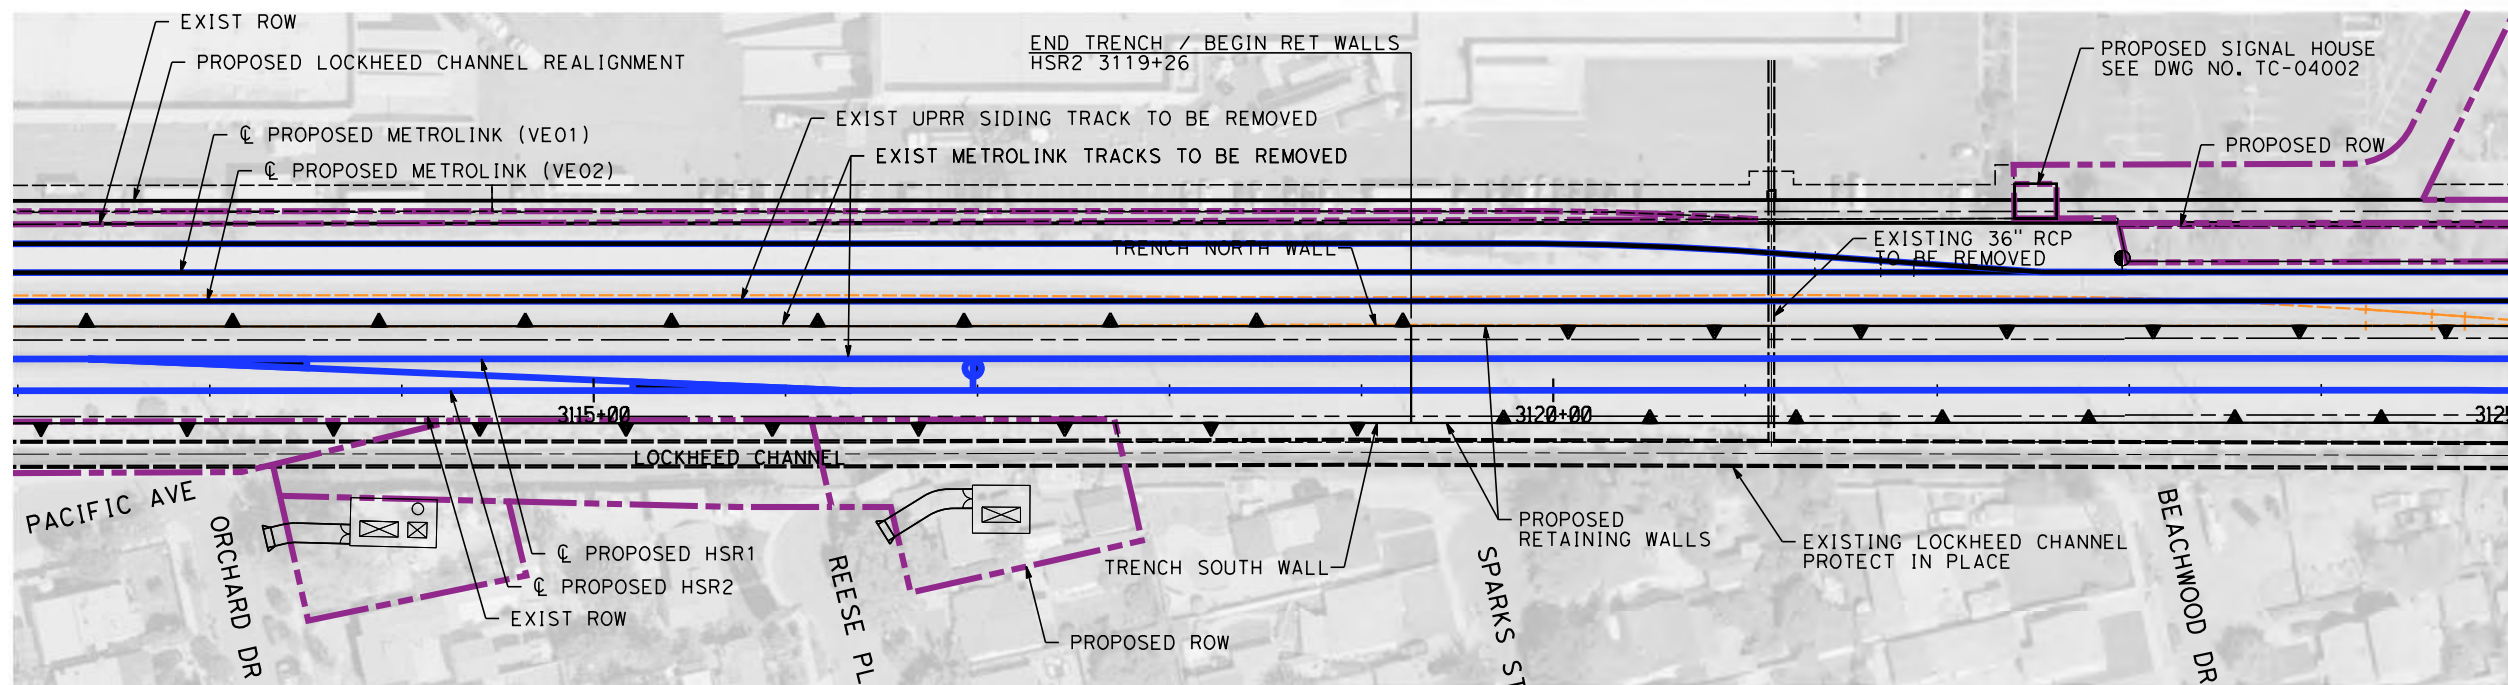 EXIST ROW
PROPOSED LOCKHEED CHANNEL REALIGNMENT
END TRENCH / BEGIN RET WALLS
HSR2 3119+26
PROPOSED SIGNAL HOUSE
SEE DWG NO. TC-04002
EXIST UPRR SIDING TRACK TO BE REMOVED
℄ PROPOSED METROLINK (VE01)
PROPOSED ROW
EXIST METROLINK TRACKS TO BE REMOVED
℄ PROPOSED METROLINK (VE02)
TRENCH NORTH WALL
EXISTING 36" RCP
TO BE REMOVED
3115+00
3120+00
312
LOCKHEED CHANNEL
PACIFIC AVE
ORCHARD DR
REESE PL
SPARKS ST
BEACHWOOD DR
PROPOSED
RETAINING WALLS
EXISTING LOCKHEED CHANNEL
PROTECT IN PLACE
℄ PROPOSED HSR1
TRENCH SOUTH WALL
℄ PROPOSED HSR2
EXIST ROW
PROPOSED ROW